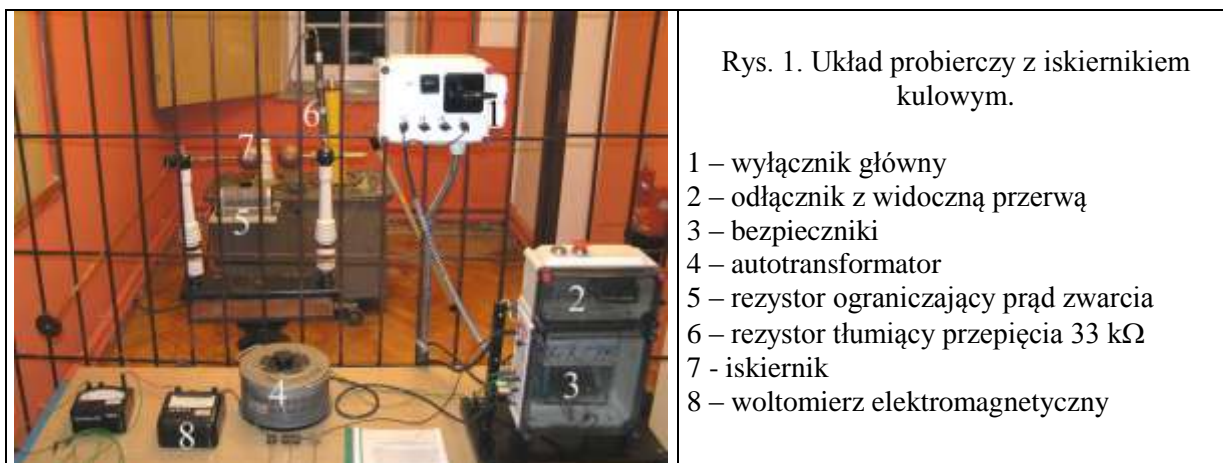 Rys. 1. Układ probierczy z iskiernikiem
kulowym.
1 – wyłącznik główny
2 – odłącznik z widoczną przerwą
3 – bezpieczniki
4 – autotransformator
5 – rezystor ograniczający prąd zwarcia
6 – rezystor tłumiący przepięcia 33 kΩ
7 - iskiernik
8 – woltomierz elektromagnetyczny
1
6
7
5
2
3
4
8